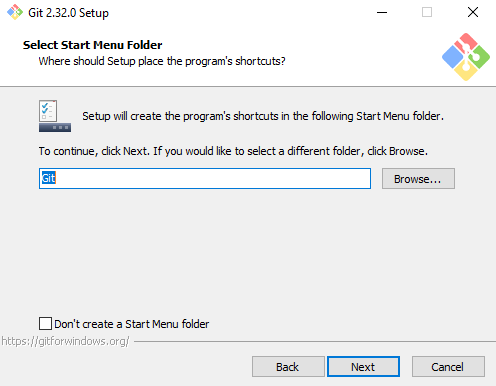 Git 2.32.0 Setup
Select Start Menu Folder
Where should Setup place the program's shortcuts?
Setup will create the program's shortcuts in the following Start Menu folder.
To continue, click Next. If you would like to select a different folder, click Browse.
Git
Browse...
Don't create a Start Menu folder
https://gitforwindows.org/
Back
Next
Cancel